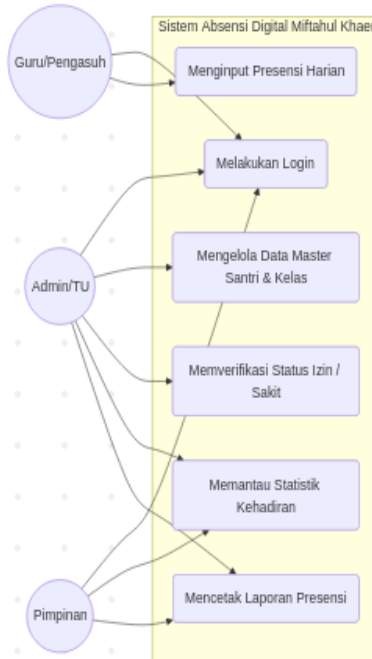 Sistem Absensi Digital Miftahul Khaer
Guru/Pengasuh
Menginput Presensi Harian
Melakukan Login
Mengelola Data Master
Santri & Kelas
Admin/TU
Memverifikasi Status Izin /
Sakit
Memantau Statistik
Kehadiran
Mencetak Laporan Presensi
Pimpinan